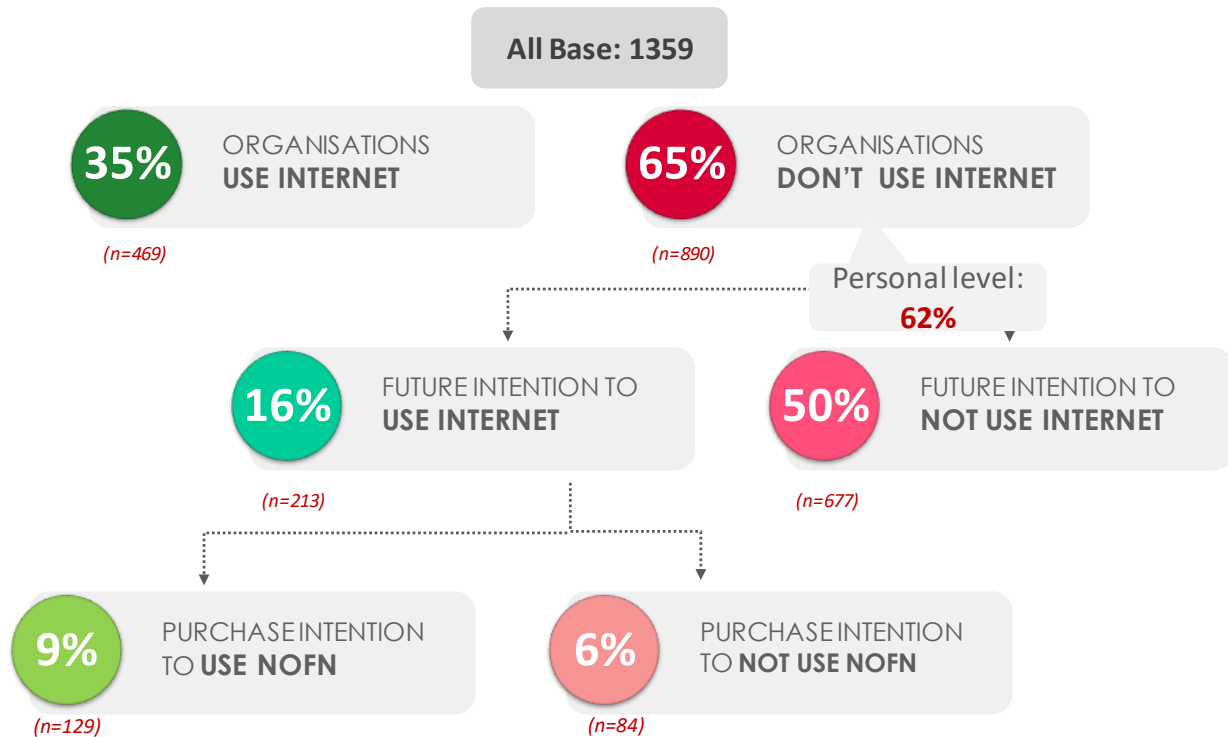 All Base: 1359
35%
ORGANISATIONS
USE INTERNET
(n=469)
65%
ORGANISATIONS
DON'T USE INTERNET
(n=890)
Personal level:
62%
16%
FUTURE INTENTION TO
USE INTERNET
(n=213)
50%
FUTURE INTENTION TO
NOT USE INTERNET
(n=677)
9%
PURCHASE INTENTION
TO USE NOFN
(n=129)
6%
PURCHASE INTENTION
TO NOT USE NOFN
(n=84)